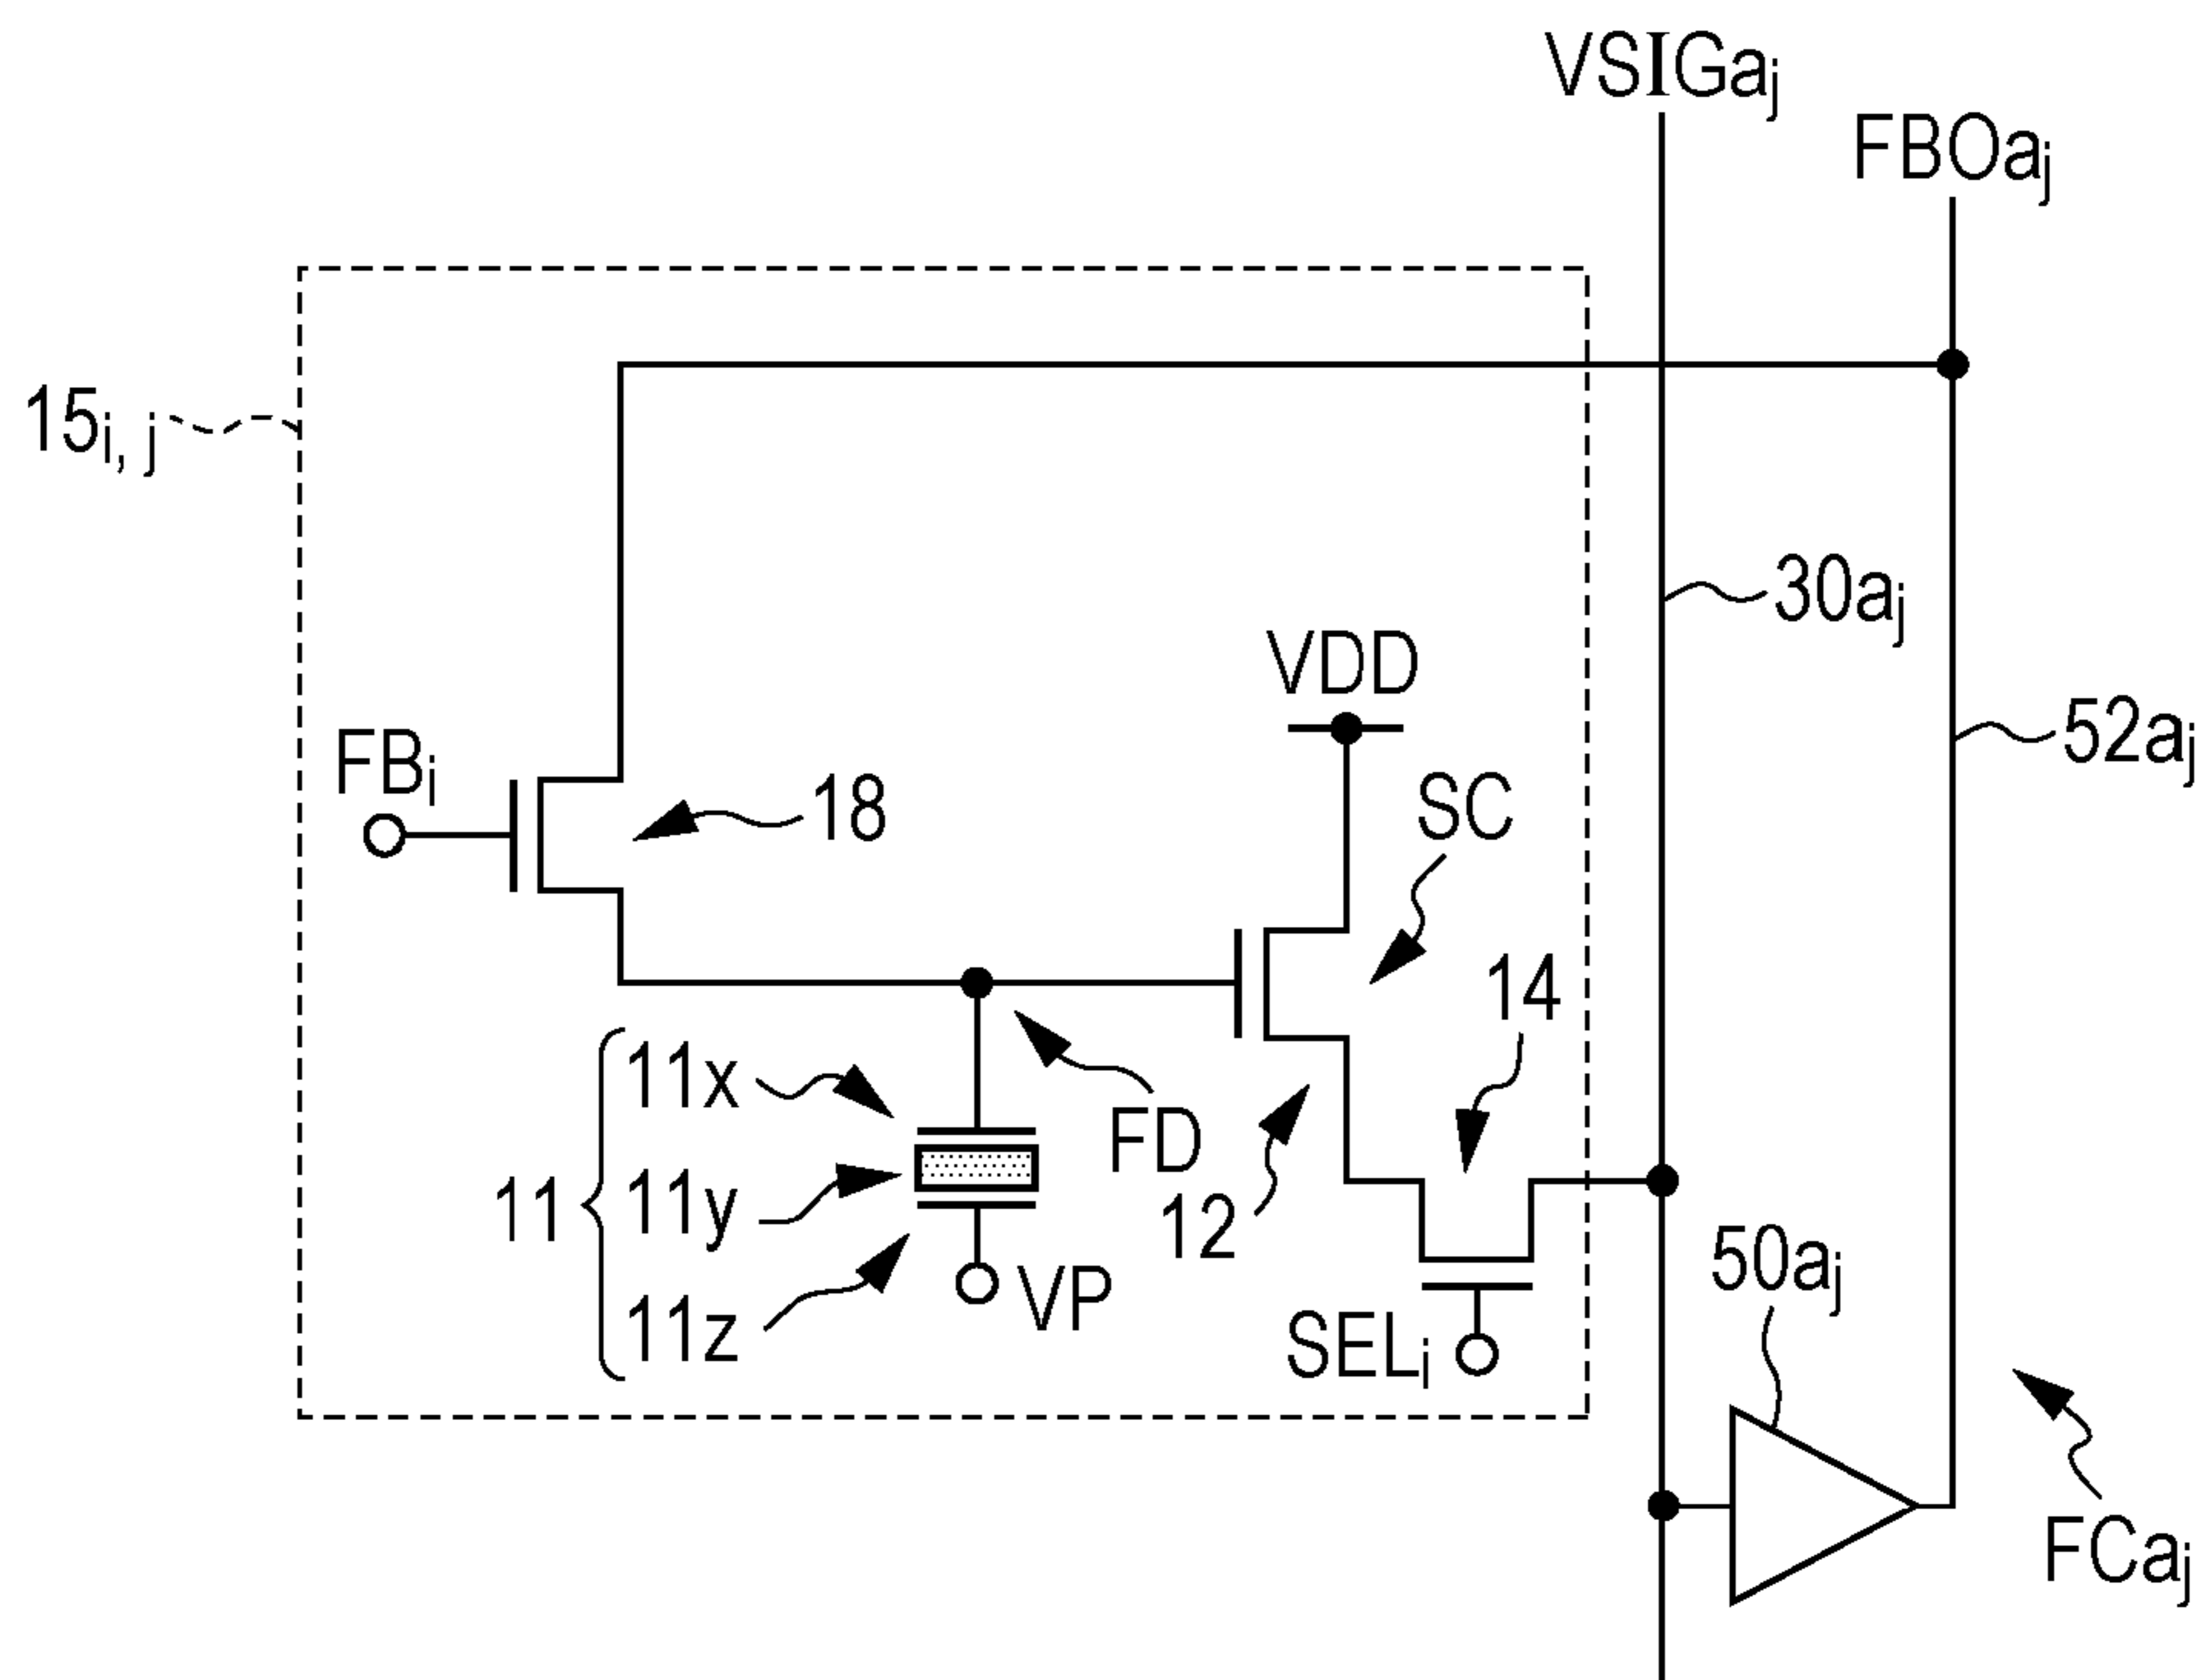 VSIGaj
FBOaj
15i, j
30aj
VDD
52aj
FBi
18
SC
14
11x
FD
11
11y
12
50aj
11z
VP
SELi
FCaj